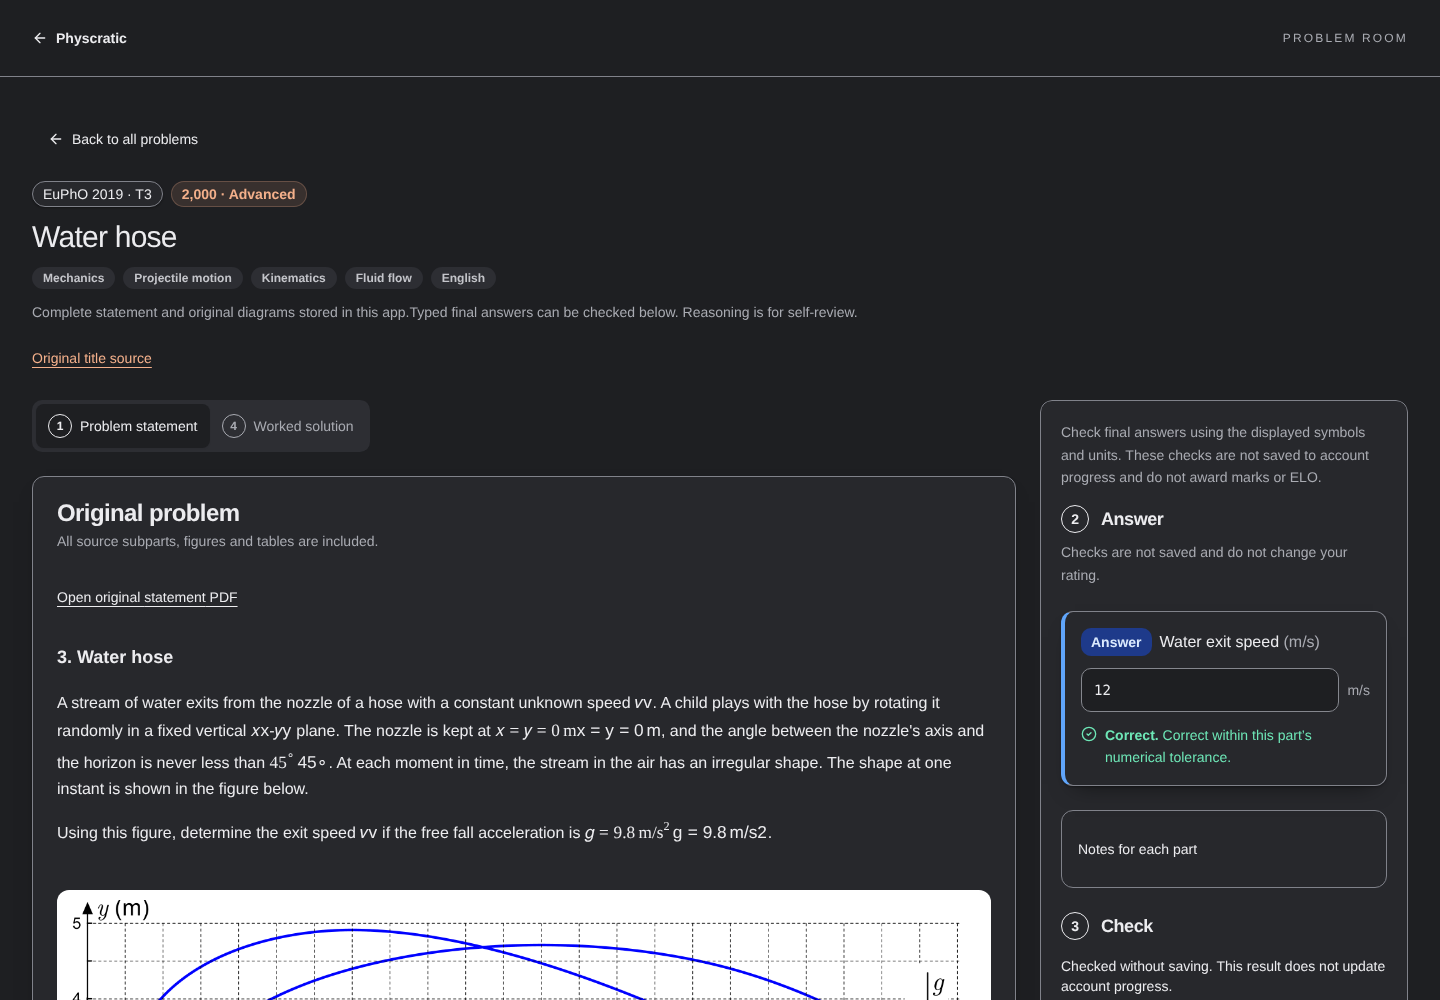 Physcratic
PROBLEM ROOM
Back to all problems
EuPhO 2019 · T3
2,000 · Advanced
Water hose
Mechanics
Projectile motion
Kinematics
Fluid flow
English
Complete statement and original diagrams stored in this app.Typed final answers can be checked below. Reasoning is for self-review.
Original title source
1 Problem statement
4 Worked solution
Original problem
All source subparts, figures and tables are included.
Open original statement PDF
3. Water hose
A stream of water exits from the nozzle of a hose with a constant unknown speed vv. A child plays with the hose by rotating it
randomly in a fixed vertical xx-yy plane. The nozzle is kept at x = y = 0 mx = y = 0 m, and the angle between the nozzle's axis and
the horizon is never less than 45° 45∘. At each moment in time, the stream in the air has an irregular shape. The shape at one
instant is shown in the figure below.
Using this figure, determine the exit speed vv if the free fall acceleration is g = 9.8 m/s² g = 9.8 m/s2.
y (m)
5
4
g
Check final answers using the displayed symbols
and units. These checks are not saved to account
progress and do not award marks or ELO.
2 Answer
Checks are not saved and do not change your
rating.
Answer Water exit speed (m/s)
12 m/s
Correct. Correct within this part's
numerical tolerance.
Notes for each part
3 Check
Checked without saving. This result does not update
account progress.